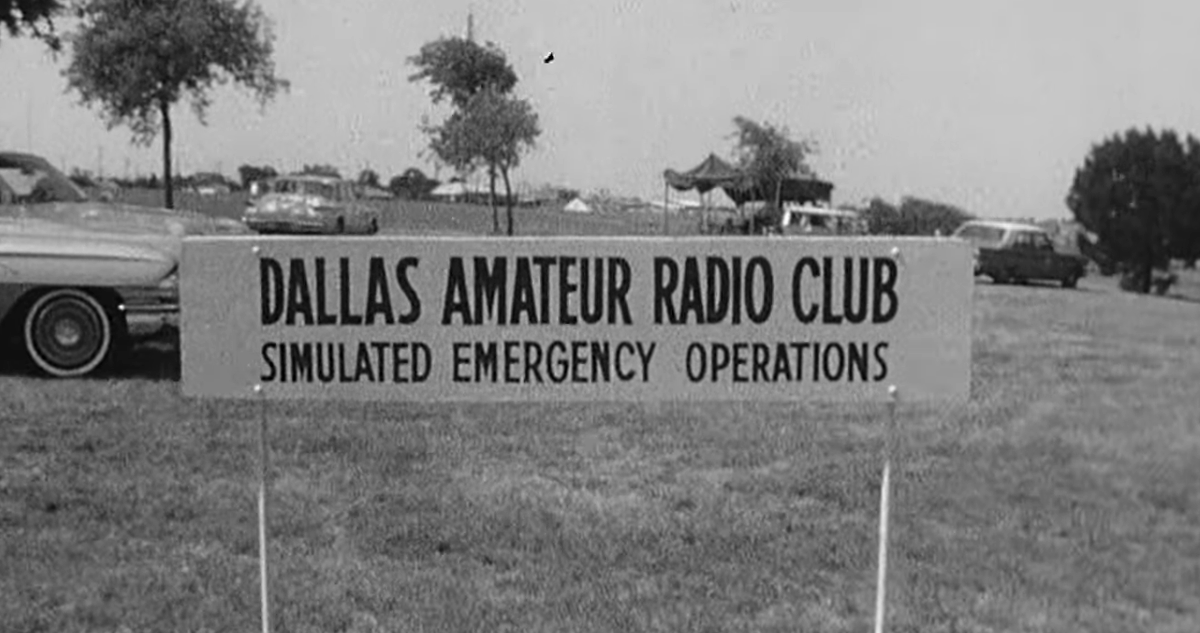 DALLAS AMATEUR RADIO CLUB
SIMULATED EMERGENCY OPERATIONS